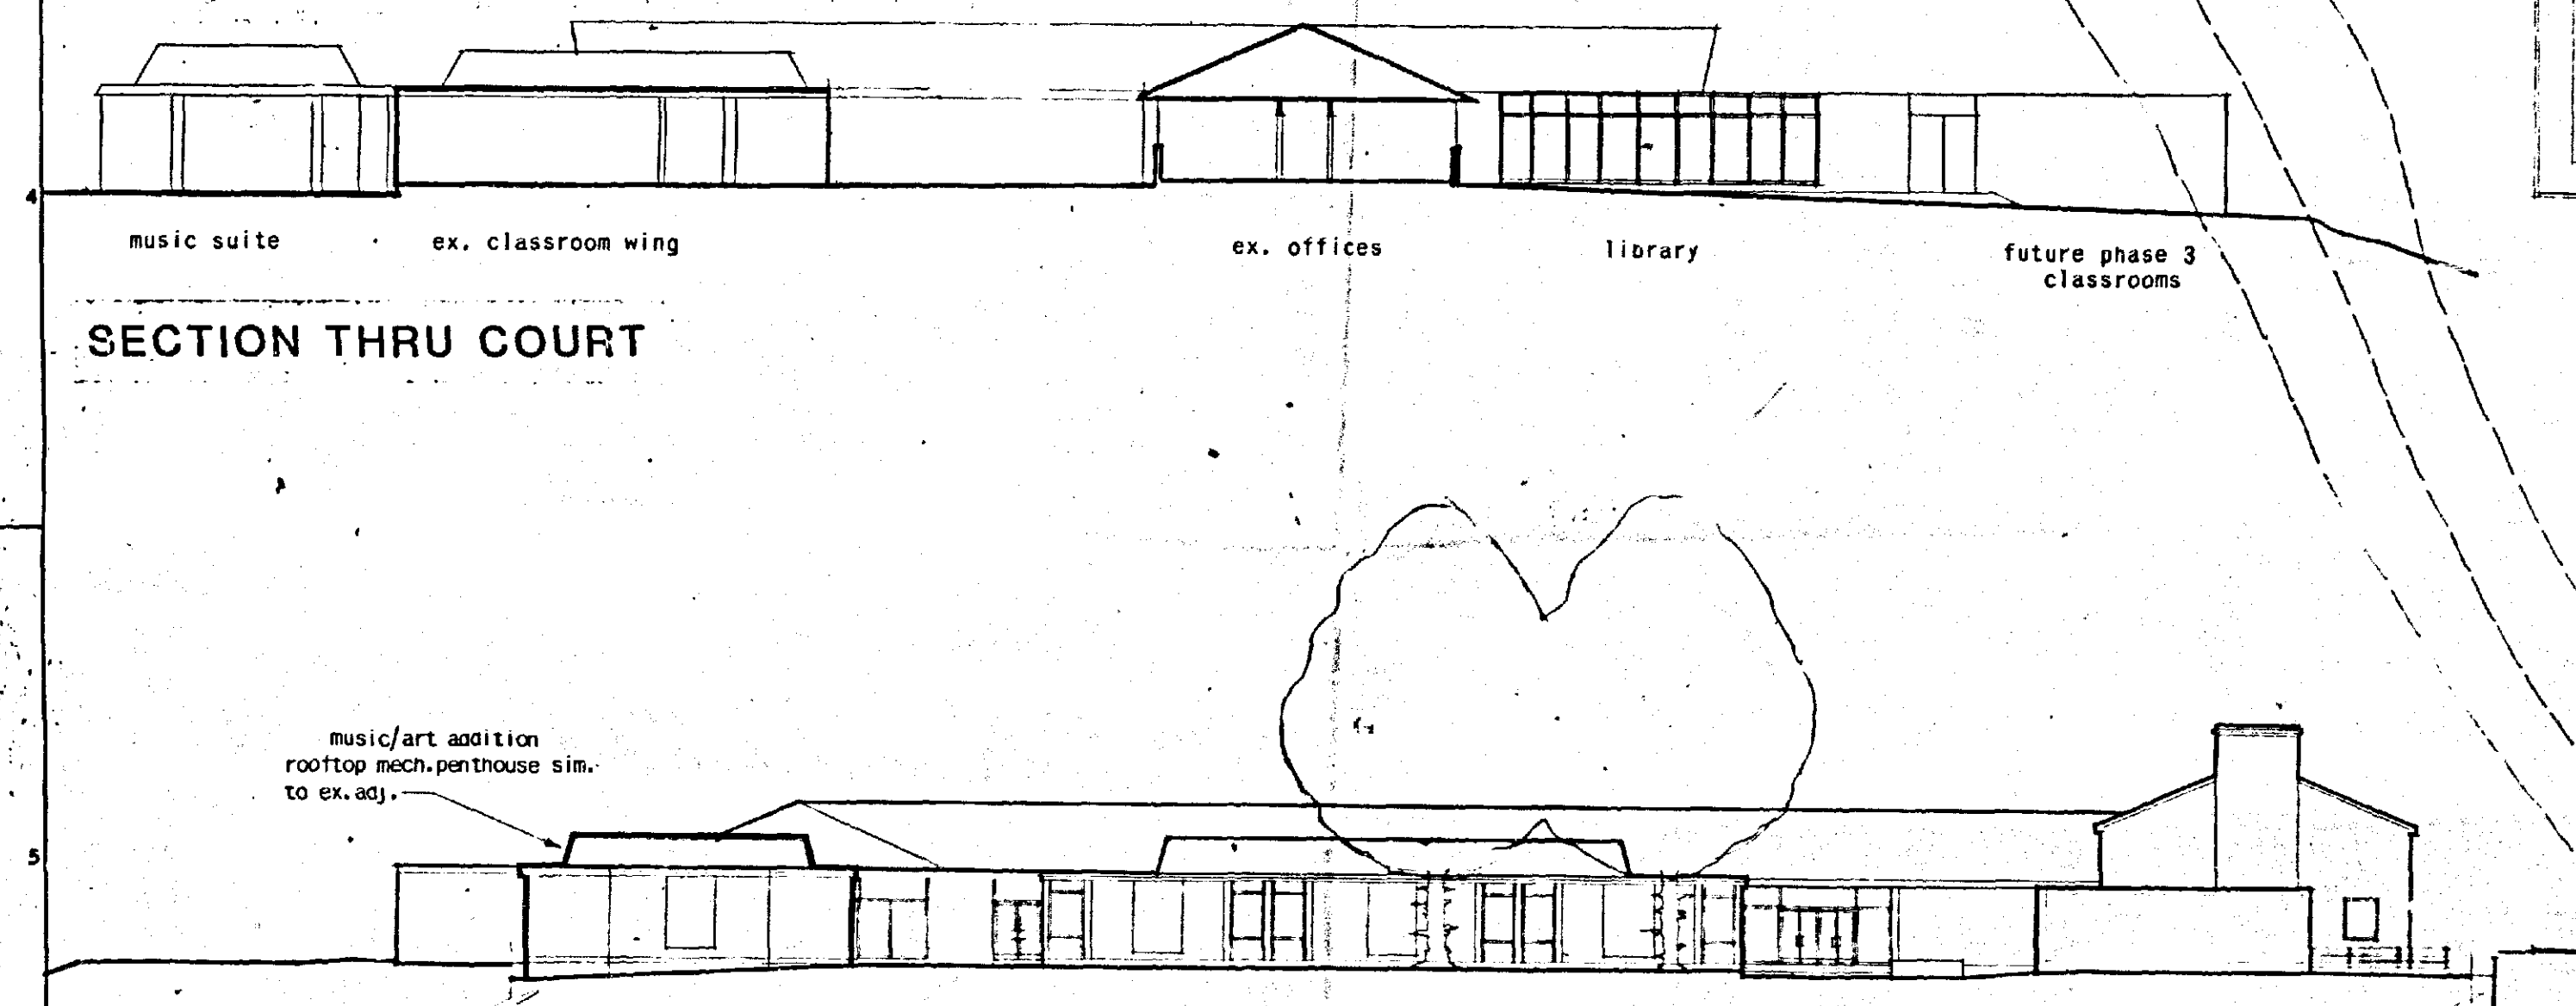 4
music suite
ex. classroom wing
ex. offices
library
future phase 3
classrooms
SECTION THRU COURT
music/art addition
rooftop mech.penthouse sim.
to ex.adj.
5